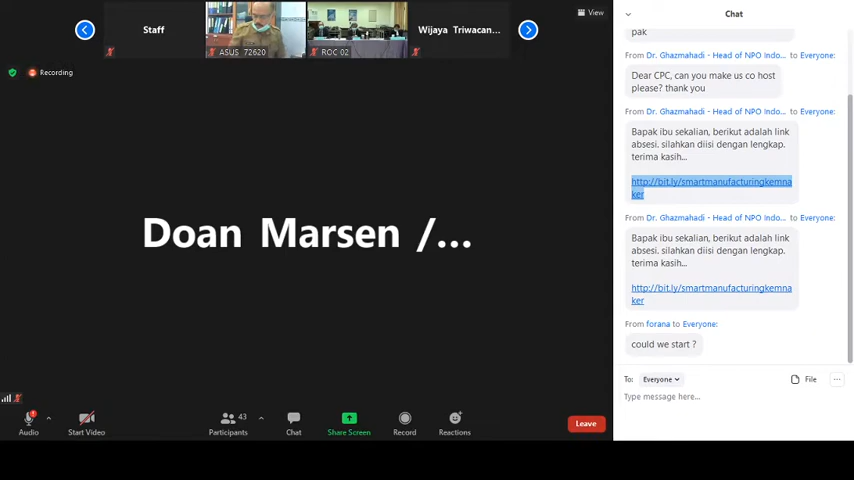 Staff
ASUS 72620
ROC 02
Wijaya Triwacan...
View
Recording
Doan Marsen /...
Audio
Start Video
43
Participants
Chat
Share Screen
Record
Reactions
Leave
Chat
pak
From Dr. Ghazmahadi - Head of NPO Indo... to Everyone:
Dear CPC, can you make us co host
please? thank you
From Dr. Ghazmahadi - Head of NPO Indo... to Everyone:
Bapak ibu sekalian, berikut adalah link
absesi. silahkan diisi dengan lengkap.
terima kasih...
http://bit.ly/smartmanufacturingkemna
ker
From Dr. Ghazmahadi - Head of NPO Indo... to Everyone:
Bapak ibu sekalian, berikut adalah link
absesi. silahkan diisi dengan lengkap.
terima kasih...
http://bit.ly/smartmanufacturingkemna
ker
From forana to Everyone:
could we start ?
To: Everyone
File
Type message here...